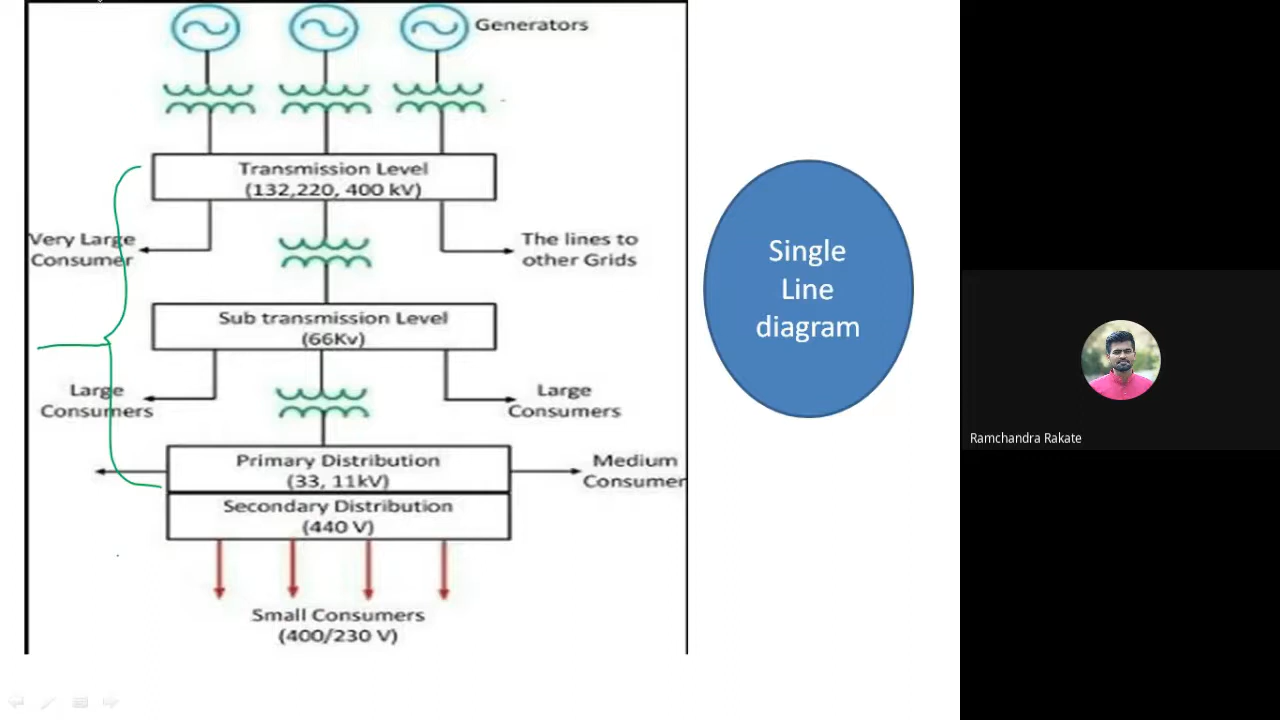 Generators
Transmission Level
(132,220, 400 kV)
Very Large
Consumer
The lines to
other Grids
Sub transmission Level
(66Kv)
Large
Consumers
Large
Consumers
Primary Distribution
(33, 11kV)
Medium
Consumer
Secondary Distribution
(440 V)
Small Consumers
(400/230 V)
Single
Line
diagram
Ramchandra Rakate